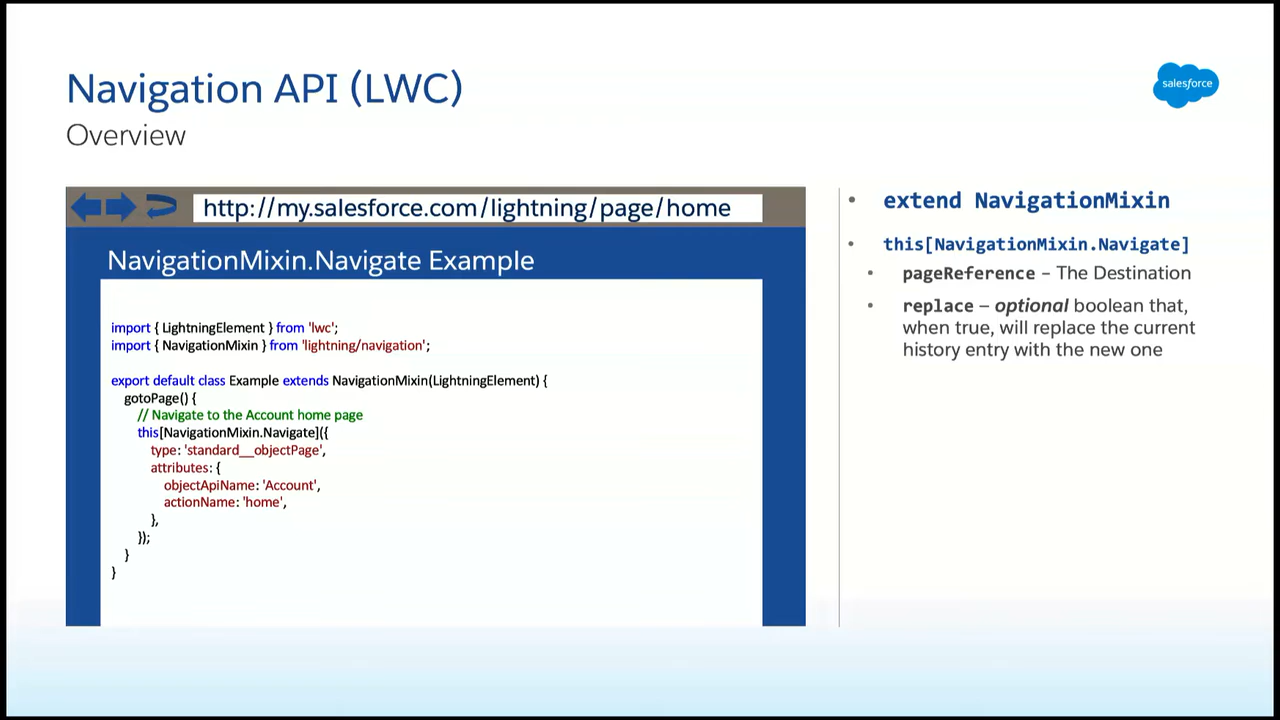 Navigation API (LWC)
Overview
salesforce
http://my.salesforce.com/lightning/page/home
NavigationMixin.Navigate Example
import { LightningElement } from 'lwc';
import { NavigationMixin } from 'lightning/navigation';
export default class Example extends NavigationMixin(LightningElement) {
gotoPage() {
// Navigate to the Account home page
this[NavigationMixin.Navigate]({
type: 'standard__objectPage',
attributes: {
objectApiName: 'Account',
actionName: 'home',
},
});
}
}
• extend NavigationMixin
• this[NavigationMixin.Navigate]
• pageReference – The Destination
• replace – optional boolean that,
when true, will replace the current
history entry with the new one